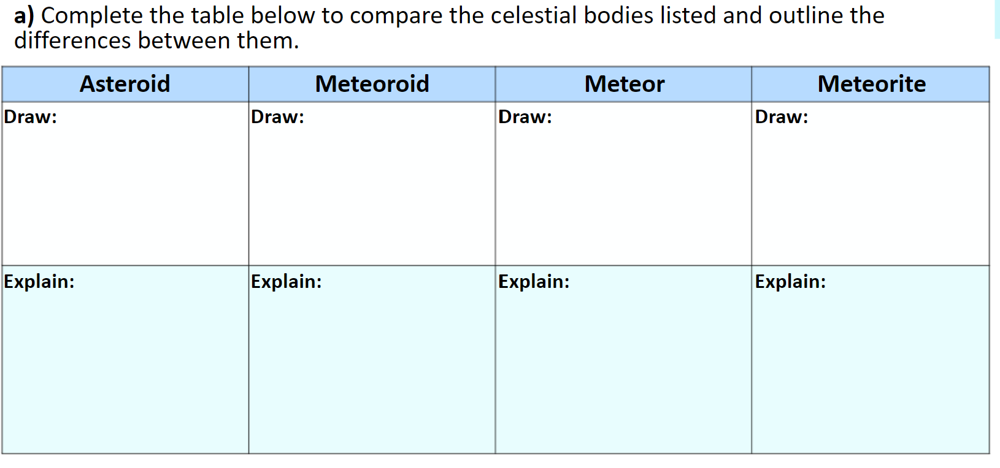 a) Complete the table below to compare the celestial bodies listed and outline the
differences between them.
Asteroid Meteoroid Meteor Meteorite
Draw: Draw: Draw: Draw:
Explain: Explain: Explain: Explain: